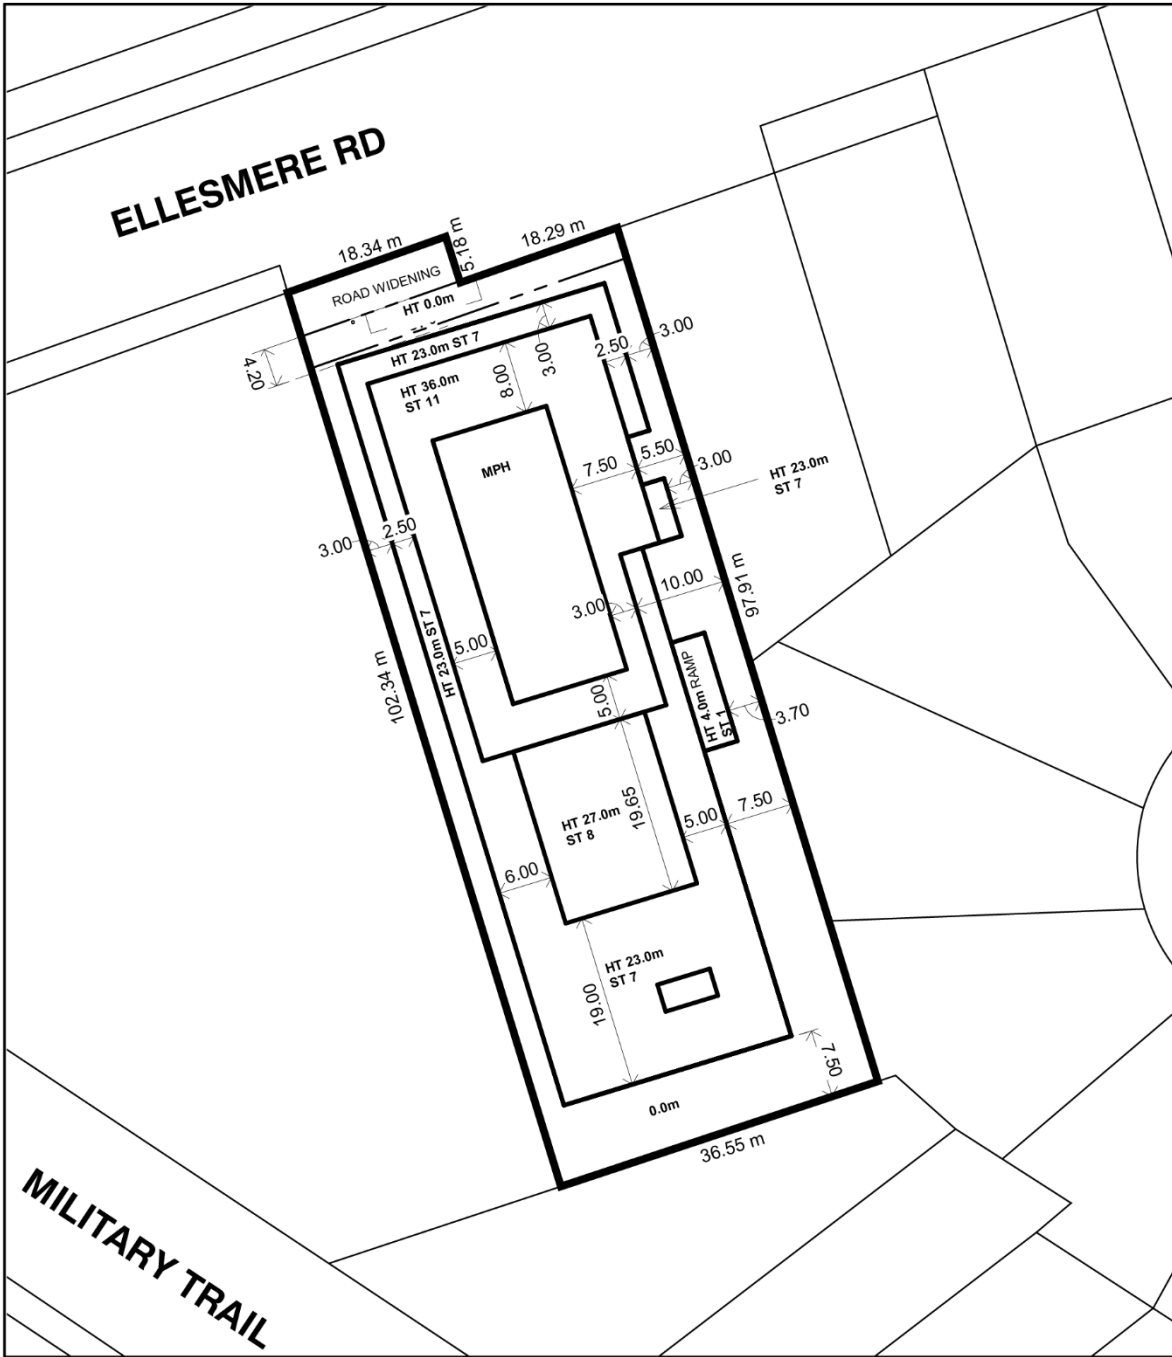 ELLESMERE RD
18.34 m
5.18 m
18.29 m
ROAD WIDENING
HT 0.0m
4.20
HT 23.0m ST 7
3.00
2.50
3.00
HT 36.0m
ST 11
8.00
MPH
7.50
5.50
3.00
HT 23.0m
ST 7
3.00
2.50
10.00
97.91 m
3.00
HT 23.0m ST 7
5.00
102.34 m
5.00
HT 4.0m RAMP
ST 1
3.70
HT 27.0m
ST 8
19.65
5.00
7.50
6.00
HT 23.0m
ST 7
19.00
7.50
0.0m
36.55 m
MILITARY TRAIL